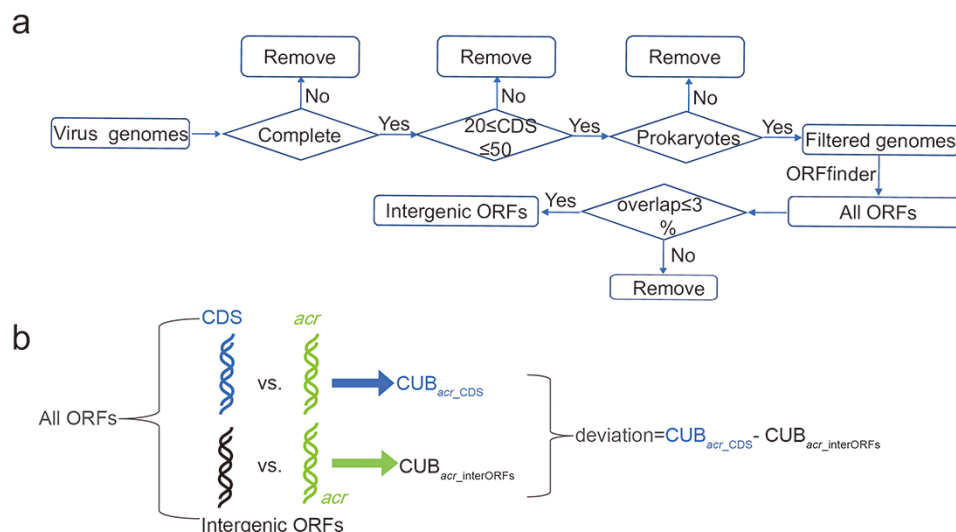 a
Remove
Remove
Remove
No
No
No
Virus genomes
Complete
Yes
20≤CDS
≤50
Yes
Prokaryotes
Yes
Filtered genomes
ORFfinder
Intergenic ORFs
Yes
overlap≤3
%
All ORFs
No
Remove
b
CDS
acr
vs.
CUBacr_CDS
All ORFs
deviation=CUBacr_CDS- CUBacr_interORFs
vs.
CUBacr_interORFs
acr
Intergenic ORFs